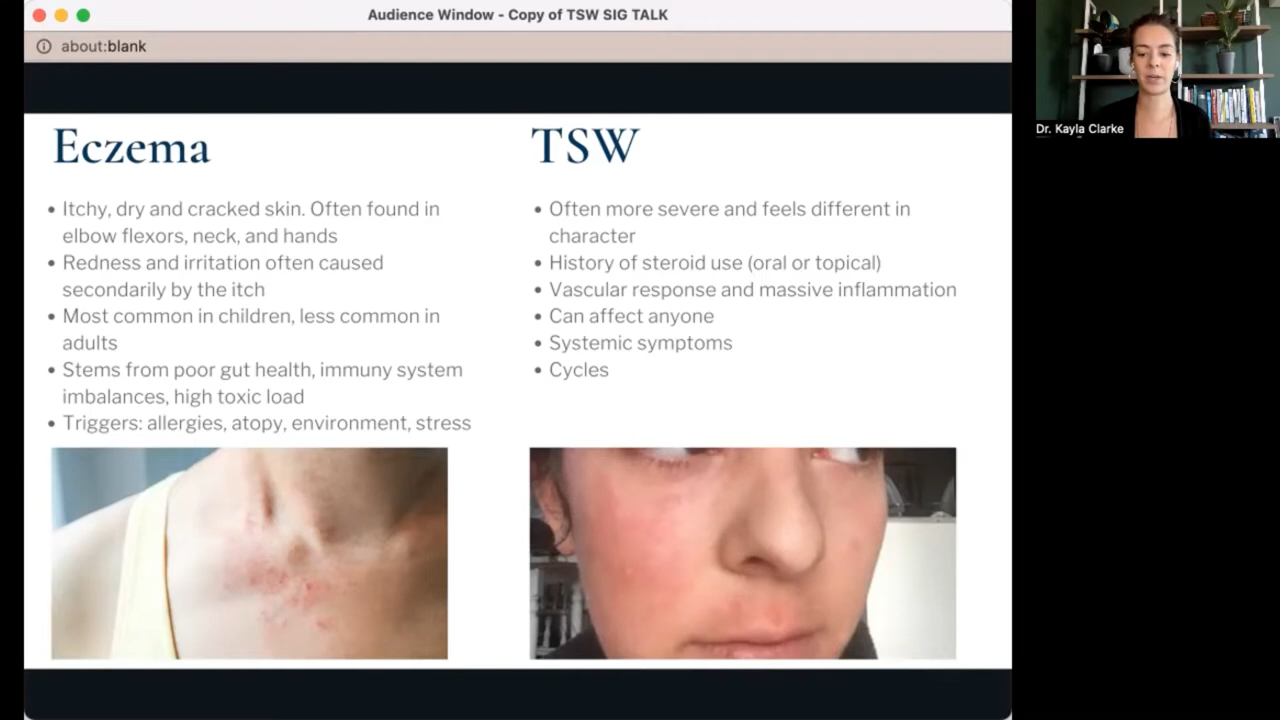 Audience Window - Copy of TSW SIG TALK
about:blank
Dr. Kayla Clarke
Eczema
• Itchy, dry and cracked skin. Often found in
elbow flexors, neck, and hands
• Redness and irritation often caused
secondarily by the itch
• Most common in children, less common in
adults
• Stems from poor gut health, immuny system
imbalances, high toxic load
• Triggers: allergies, atopy, environment, stress
TSW
• Often more severe and feels different in
character
• History of steroid use (oral or topical)
• Vascular response and massive inflammation
• Can affect anyone
• Systemic symptoms
• Cycles